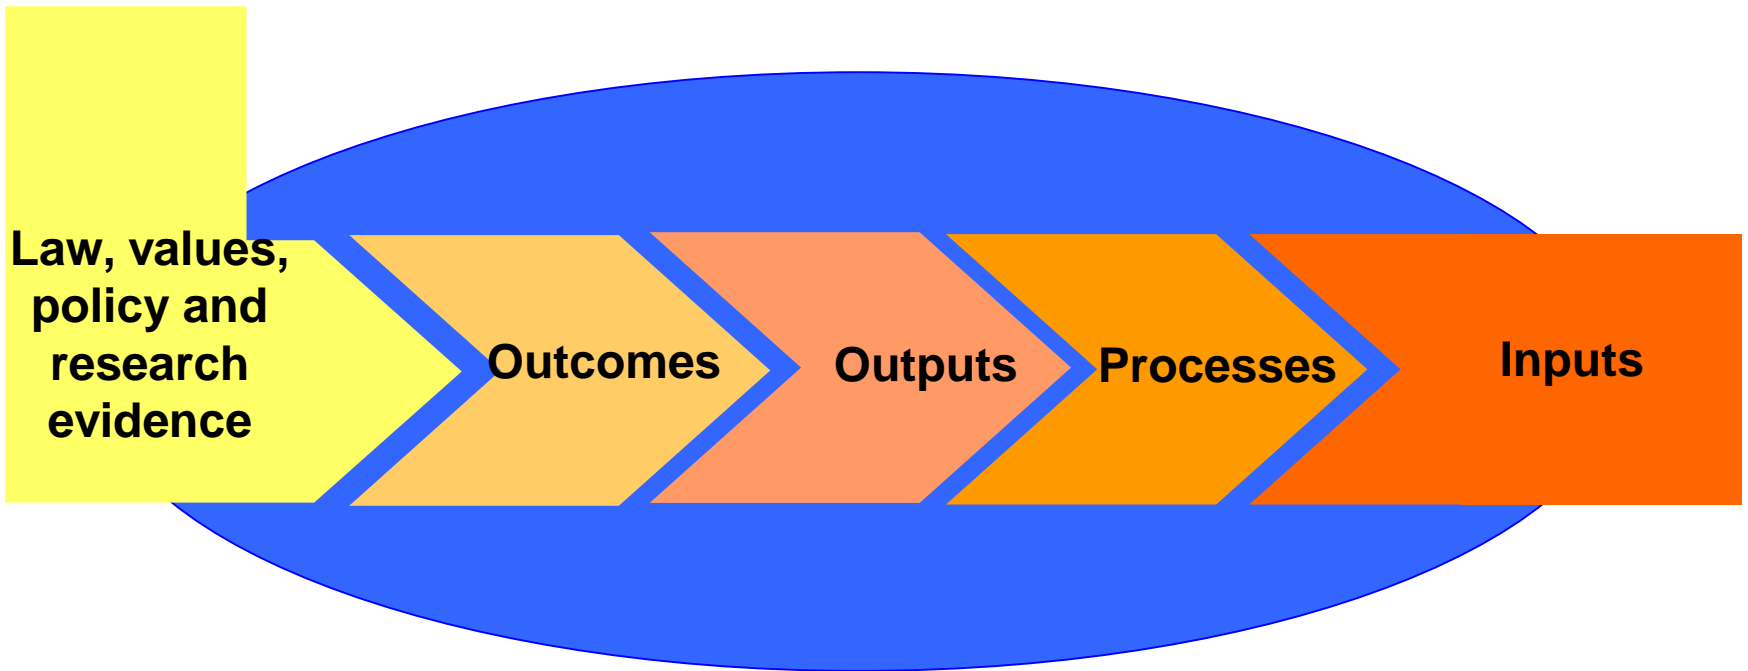 Law, values,
policy and
research
evidence
Outcomes
Outputs
Processes
Inputs